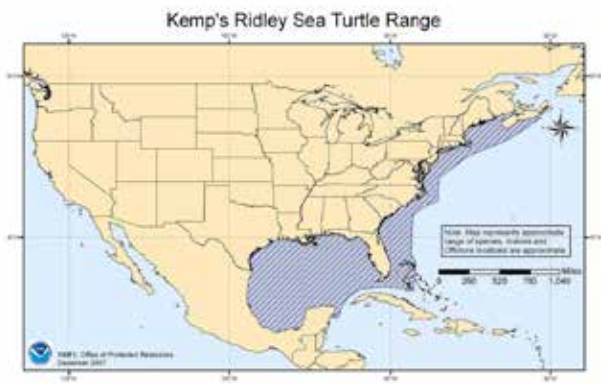 Kemp's Ridley Sea Turtle Range
Note: Map represents approximate
range of species. Inshore and
Offshore locations are approximate.
Miles
0 260 520 780 1,040
NMFS, Office of Protected Resources
December 2007